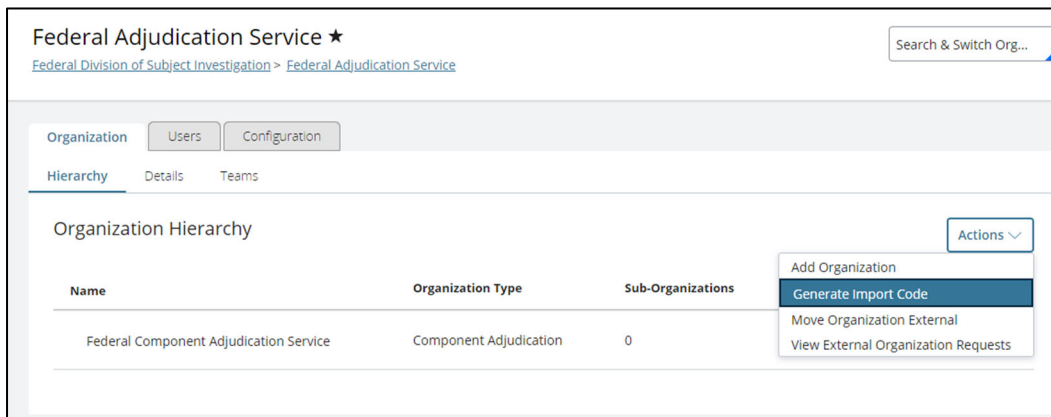 Federal Adjudication Service ★
Search & Switch Org...
Federal Division of Subject Investigation > Federal Adjudication Service
Organization Users Configuration
Hierarchy Details Teams
Organization Hierarchy
Actions
Add Organization
Name Organization Type Sub-Organizations
Generate Import Code
Move Organization External
Federal Component Adjudication Service Component Adjudication 0
View External Organization Requests